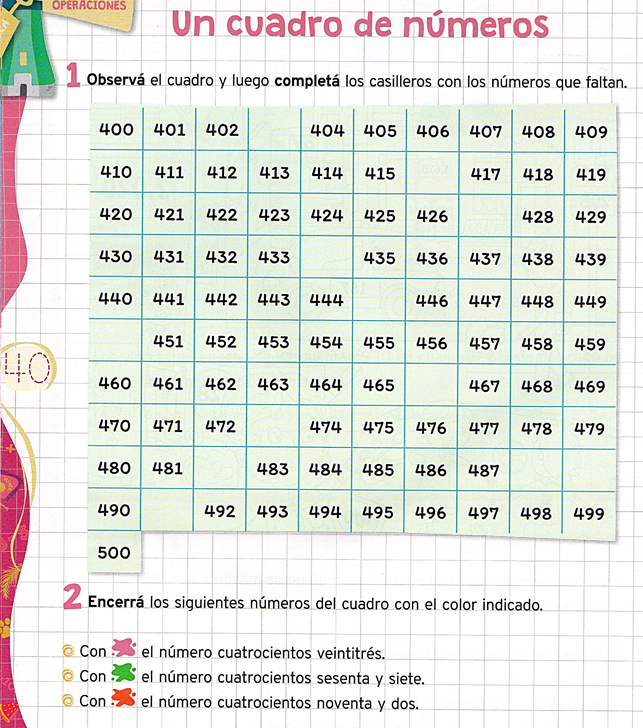 OPERACIONES
Un cuadro de números
1 Observá el cuadro y luego completá los casilleros con los números que faltan.
400 401 402 404 405 406 407 408 409
410 411 412 413 414 415 417 418 419
420 421 422 423 424 425 426 428 429
430 431 432 433 435 436 437 438 439
440 441 442 443 444 446 447 448 449
451 452 453 454 455 456 457 458 459
460 461 462 463 464 465 467 468 469
470 471 472 474 475 476 477 478 479
480 481 483 484 485 486 487
490 492 493 494 495 496 497 498 499
500
40
2 Encerrá los siguientes números del cuadro con el color indicado.
Con el número cuatrocientos veintitrés.
Con el número cuatrocientos sesenta y siete.
Con el número cuatrocientos noventa y dos.